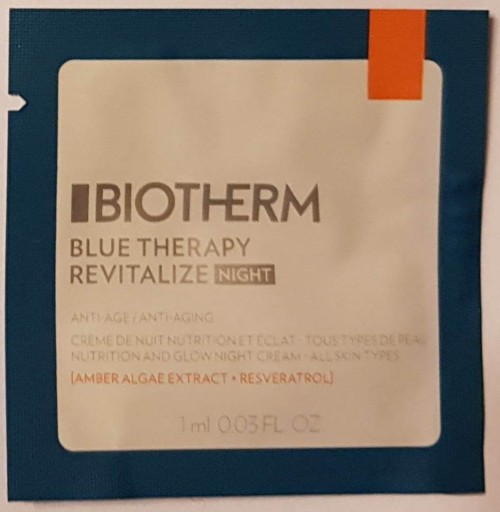 BIOTHERM
BLUE THERAPY
REVITALIZE NIGHT
ANTI-ÂGE / ANTI-AGING
CRÈME DE NUIT NUTRITION ET ÉCLAT - TOUS TYPES DE PEAU
NUTRITION AND GLOW NIGHT CREAM - ALL SKIN TYPES
[AMBER ALGAE EXTRACT + RESVERATROL]
1 ml 0.03 FL. OZ.